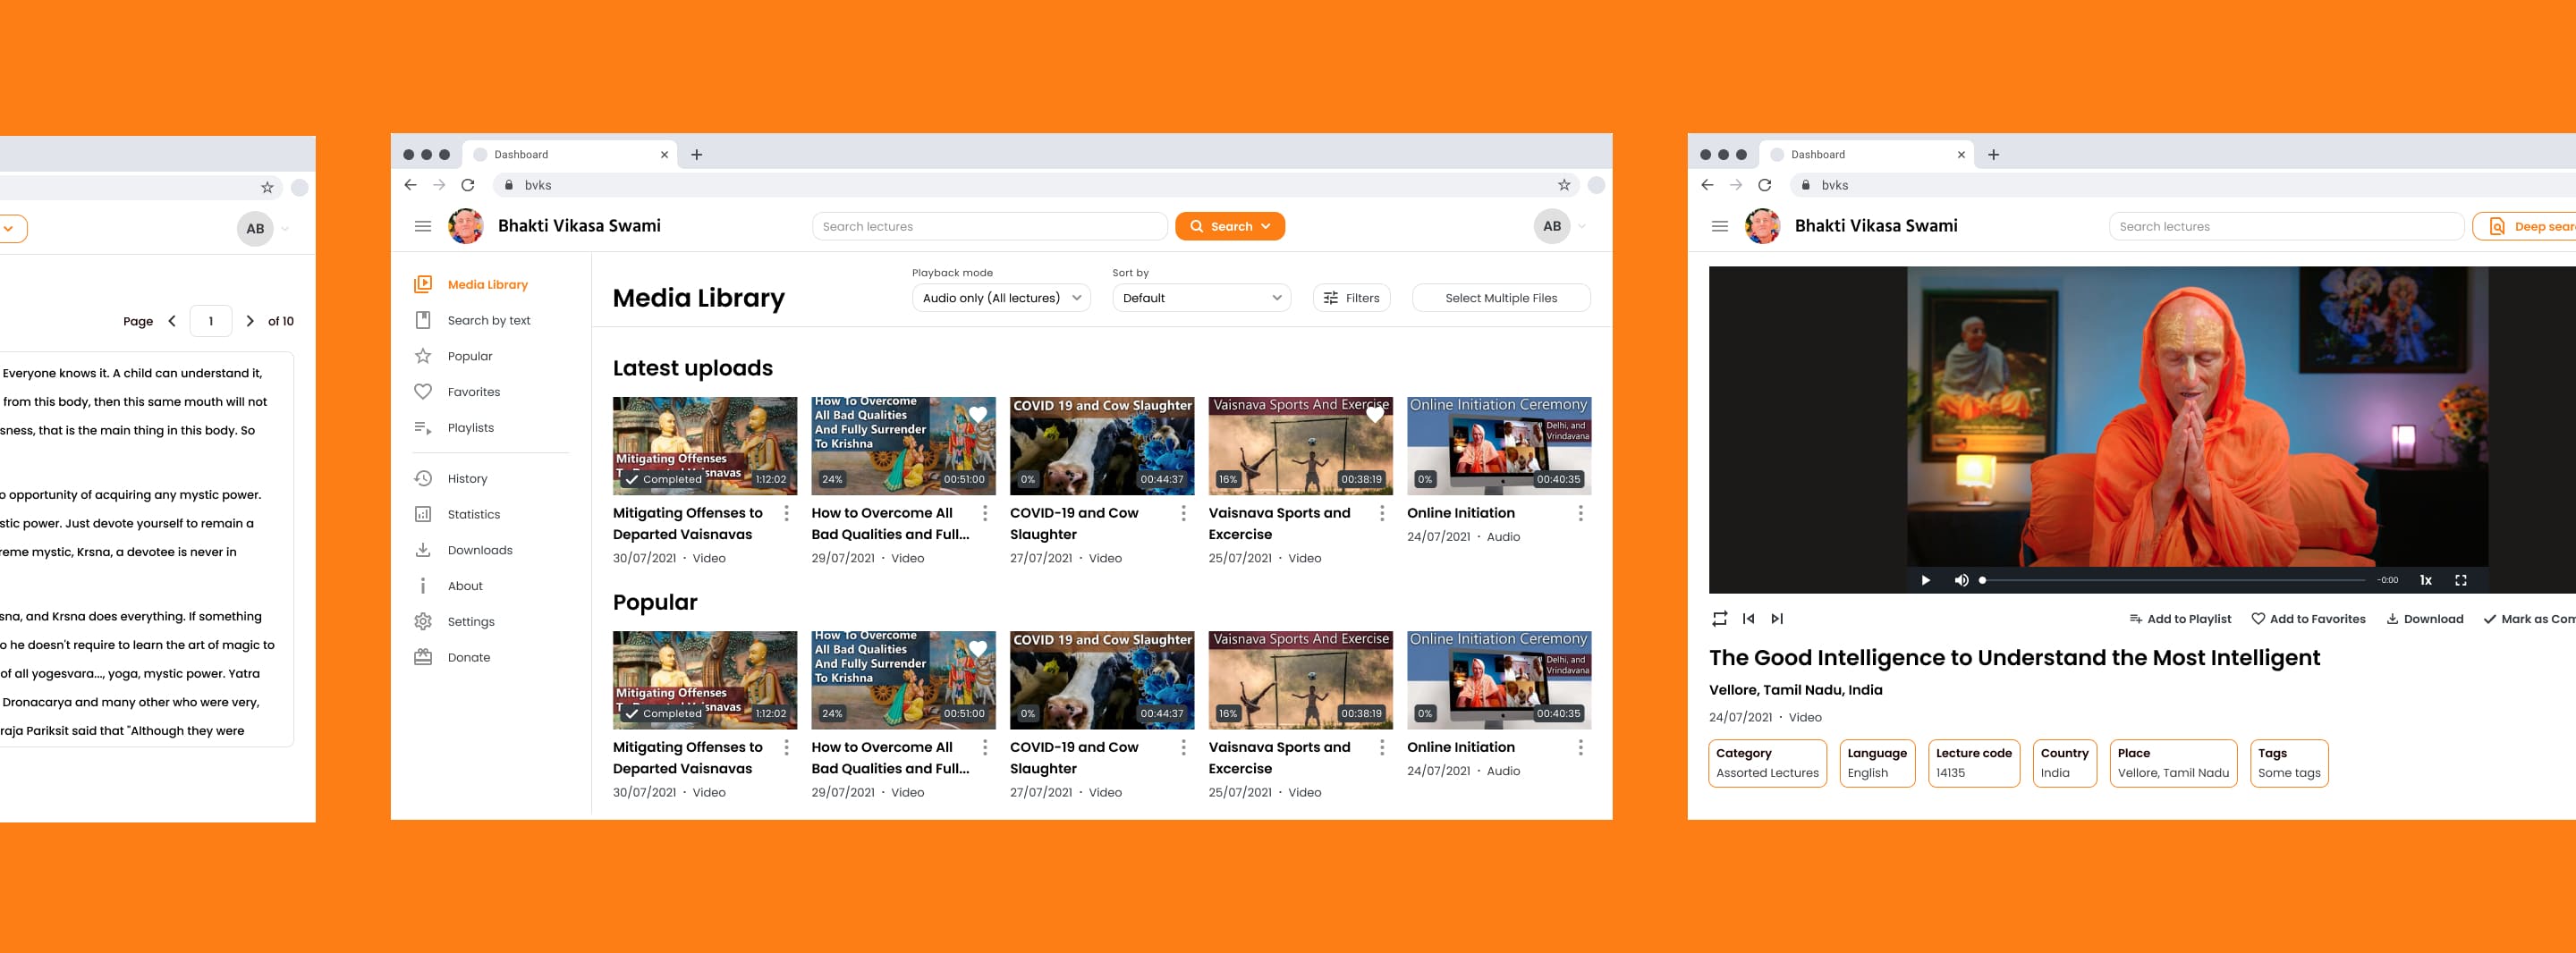 AB
Page 1 of 10
Everyone knows it. A child can understand it,
from this body, then this same mouth will not
sness, that is the main thing in this body. So
o opportunity of acquiring any mystic power.
stic power. Just devote yourself to remain a
reme mystic, Krsna, a devotee is never in
sna, and Krsna does everything. If something
o he doesn't require to learn the art of magic to
of all yogesvara..., yoga, mystic power. Yatra
Dronacarya and many other who were very,
raja Pariksit said that "Although they were
Dashboard
bvks
Bhakti Vikasa Swami
Search lectures
Search
AB
Media Library
Search by text
Popular
Favorites
Playlists
History
Statistics
Downloads
About
Settings
Donate
Media Library
Playback mode
Audio only (All lectures)
Sort by
Default
Filters
Select Multiple Files
Latest uploads
Mitigating Offenses
To Departed Vaisnavas
Completed
1:12:02
Mitigating Offenses to
Departed Vaisnavas
30/07/2021 · Video
How To Overcome
All Bad Qualities
And Fully Surrender
To Krishna
24%
00:51:00
How to Overcome All
Bad Qualities and Full...
29/07/2021 · Video
COVID 19 and Cow Slaughter
0%
00:44:37
COVID-19 and Cow
Slaughter
27/07/2021 · Video
Vaisnava Sports And Exercise
16%
00:38:19
Vaisnava Sports and
Excercise
25/07/2021 · Video
Online Initiation Ceremony
Delhi, and
Vrindavana
0%
00:40:35
Online Initiation
24/07/2021 · Audio
Popular
Mitigating Offenses
To Departed Vaisnavas
Completed
1:12:02
Mitigating Offenses to
Departed Vaisnavas
30/07/2021 · Video
How To Overcome
All Bad Qualities
And Fully Surrender
To Krishna
24%
00:51:00
How to Overcome All
Bad Qualities and Full...
29/07/2021 · Video
COVID 19 and Cow Slaughter
0%
00:44:37
COVID-19 and Cow
Slaughter
27/07/2021 · Video
Vaisnava Sports And Exercise
16%
00:38:19
Vaisnava Sports and
Excercise
25/07/2021 · Video
Online Initiation Ceremony
Delhi, and
Vrindavana
0%
00:40:35
Online Initiation
24/07/2021 · Audio
Dashboard
bvks
Bhakti Vikasa Swami
Search lectures
Deep sear
-0:00
1x
Add to Playlist
Add to Favorites
Download
Mark as Com
The Good Intelligence to Understand the Most Intelligent
Vellore, Tamil Nadu, India
24/07/2021 · Video
Category
Assorted Lectures
Language
English
Lecture code
14135
Country
India
Place
Vellore, Tamil Nadu
Tags
Some tags